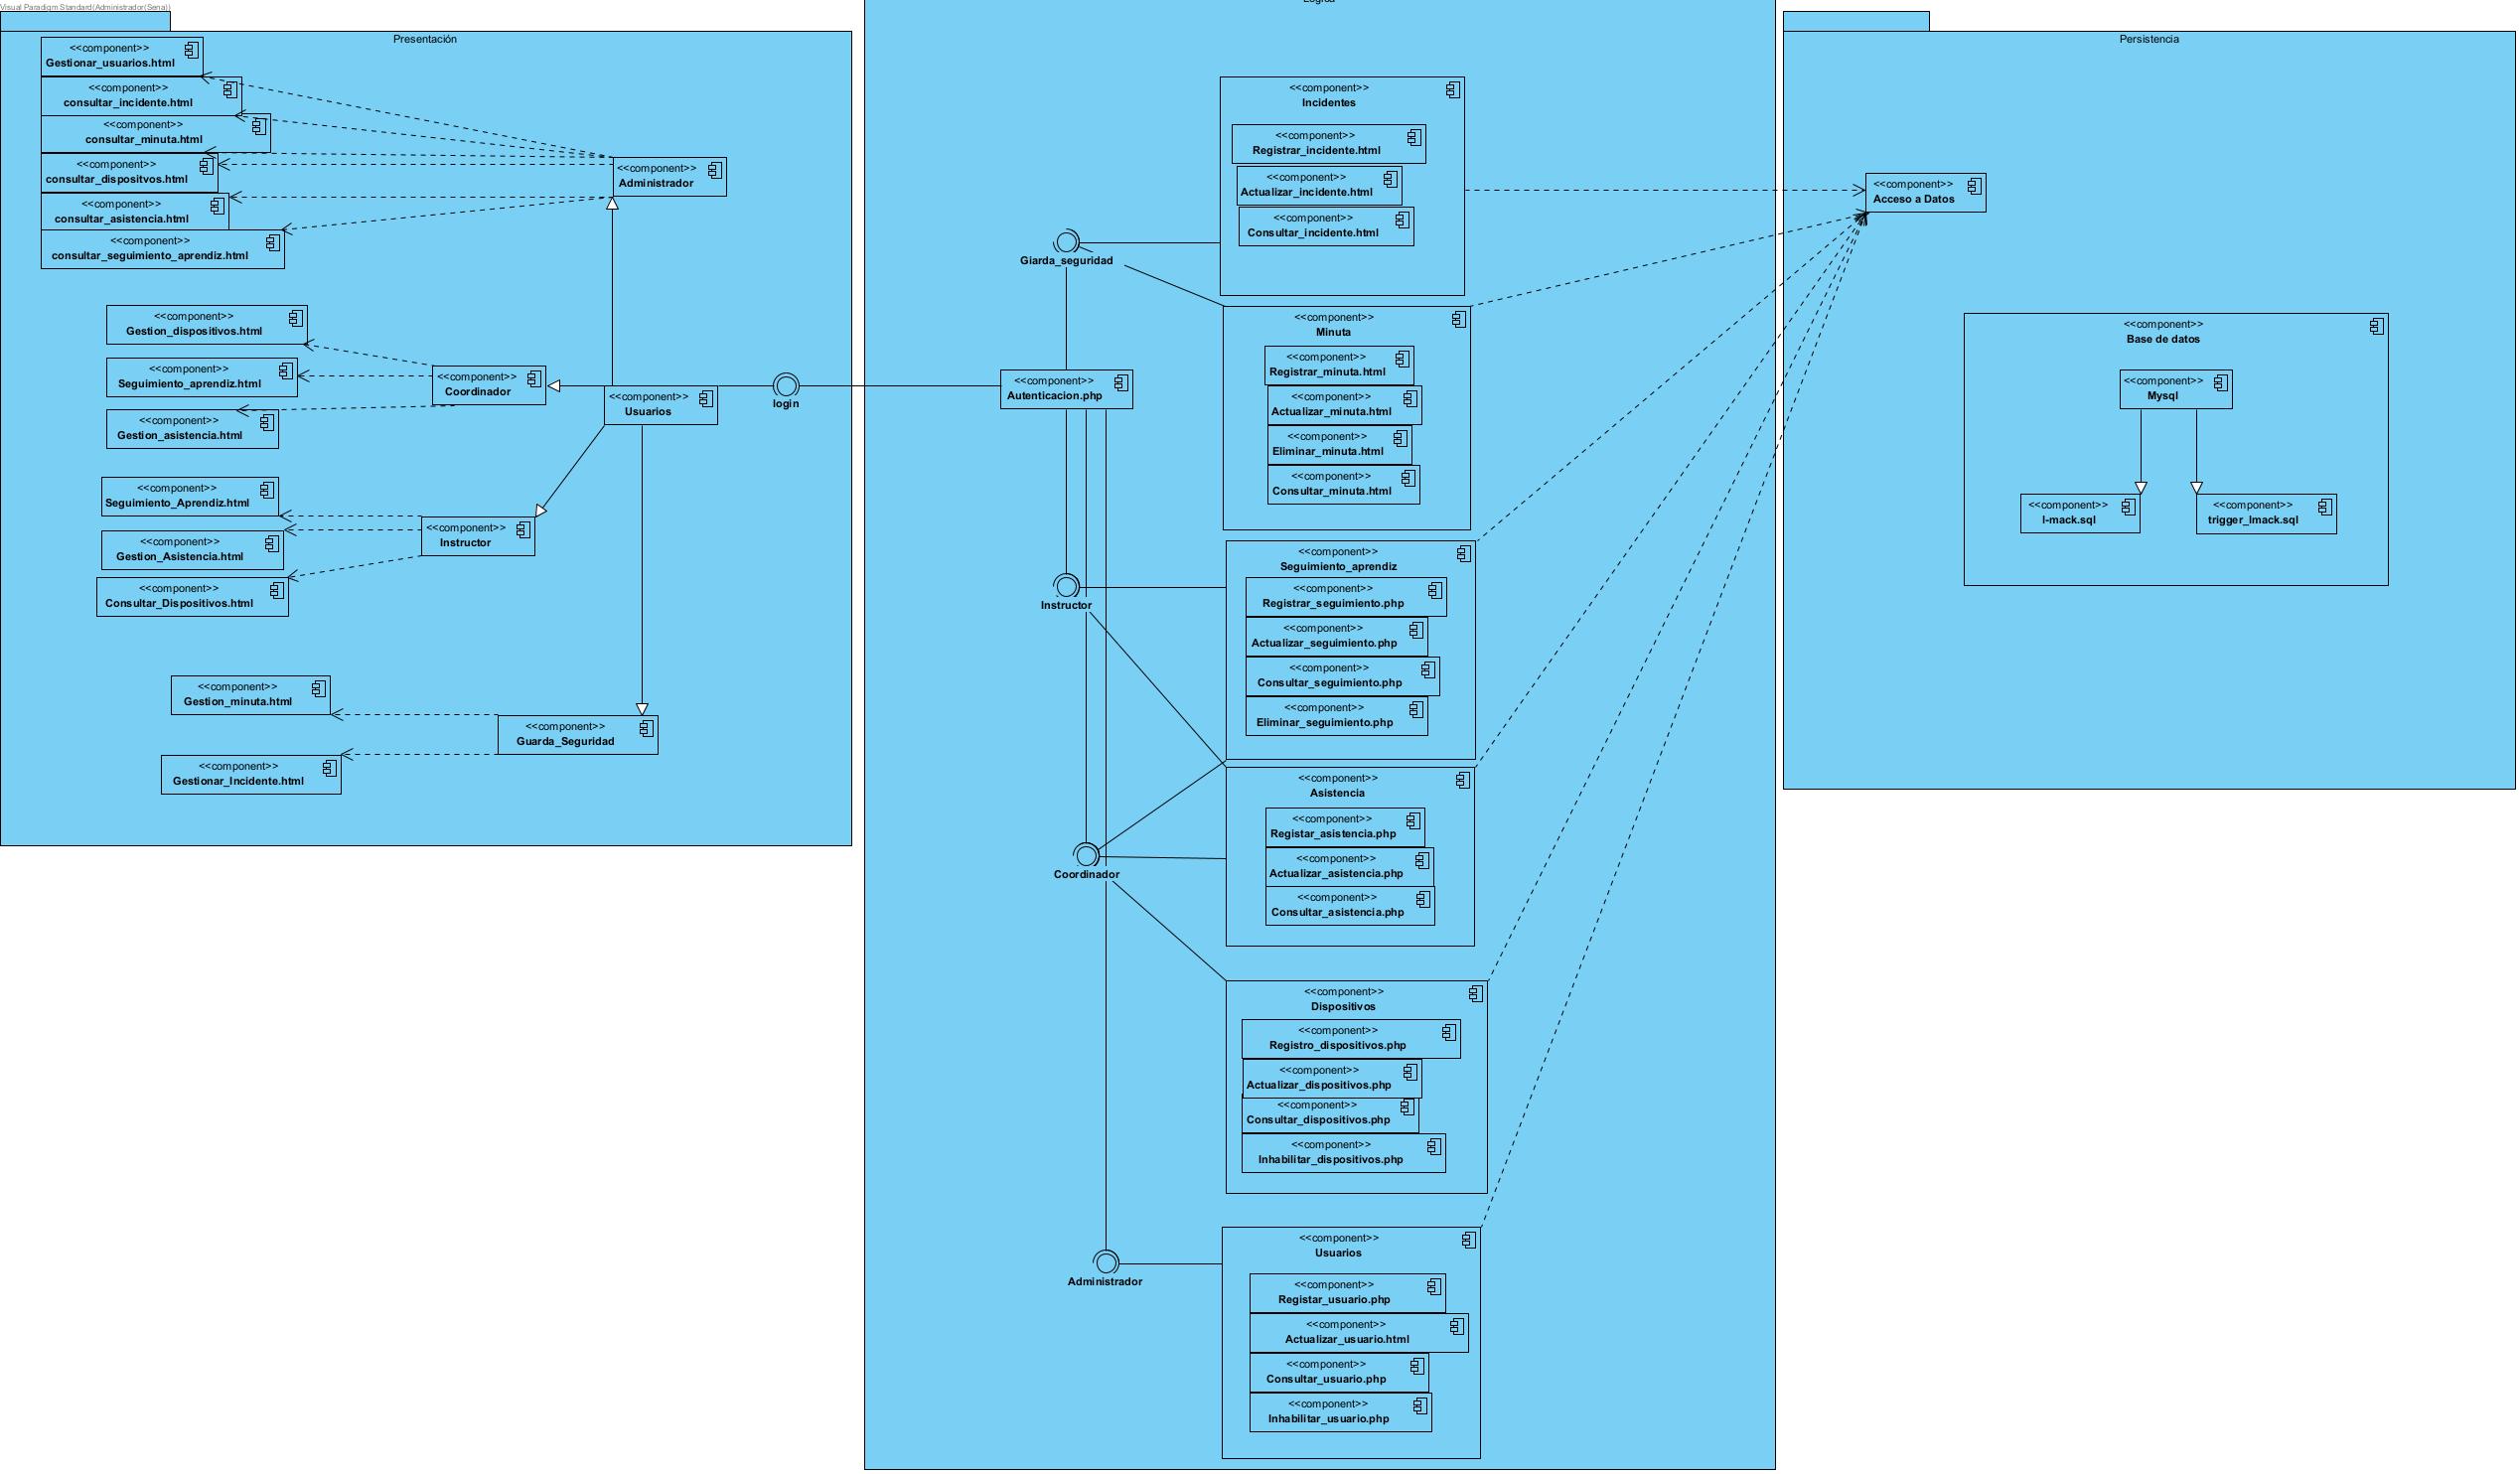 Visual Paradigm Standard(Administrador(Sena))
Presentación
<<component>>
Gestionar_usuarios.html
<<component>>
consultar_incidente.html
<<component>>
consultar_minuta.html
<<component>>
consultar_dispositvos.html
<<component>>
consultar_asistencia.html
<<component>>
consultar_seguimiento_aprendiz.html
<<component>>
Administrador
<<component>>
Gestion_dispositivos.html
<<component>>
Seguimiento_aprendiz.html
<<component>>
Gestion_asistencia.html
<<component>>
Coordinador
<<component>>
Usuarios
login
<<component>>
Seguimiento_Aprendiz.html
<<component>>
Gestion_Asistencia.html
<<component>>
Consultar_Dispositivos.html
<<component>>
Instructor
<<component>>
Gestion_minuta.html
<<component>>
Gestionar_Incidente.html
<<component>>
Guarda_Seguridad
Logica
Giarda_seguridad
<<component>>
Autenticacion.php
Instructor
Coordinador
Administrador
<<component>>
Incidentes
<<component>>
Registrar_incidente.html
<<component>>
Actualizar_incidente.html
<<component>>
Consultar_incidente.html
<<component>>
Minuta
<<component>>
Registrar_minuta.html
<<component>>
Actualizar_minuta.html
<<component>>
Eliminar_minuta.html
<<component>>
Consultar_minuta.html
<<component>>
Seguimiento_aprendiz
<<component>>
Registrar_seguimiento.php
<<component>>
Actualizar_seguimiento.php
<<component>>
Consultar_seguimiento.php
<<component>>
Eliminar_seguimiento.php
<<component>>
Asistencia
<<component>>
Registar_asistencia.php
<<component>>
Actualizar_asistencia.php
<<component>>
Consultar_asistencia.php
<<component>>
Dispositivos
<<component>>
Registro_dispositivos.php
<<component>>
Actualizar_dispositivos.php
<<component>>
Consultar_dispositivos.php
<<component>>
Inhabilitar_dispositivos.php
<<component>>
Usuarios
<<component>>
Registar_usuario.php
<<component>>
Actualizar_usuario.html
<<component>>
Consultar_usuario.php
<<component>>
Inhabilitar_usuario.php
Persistencia
<<component>>
Acceso a Datos
<<component>>
Base de datos
<<component>>
Mysql
<<component>>
l-mack.sql
<<component>>
trigger_lmack.sql